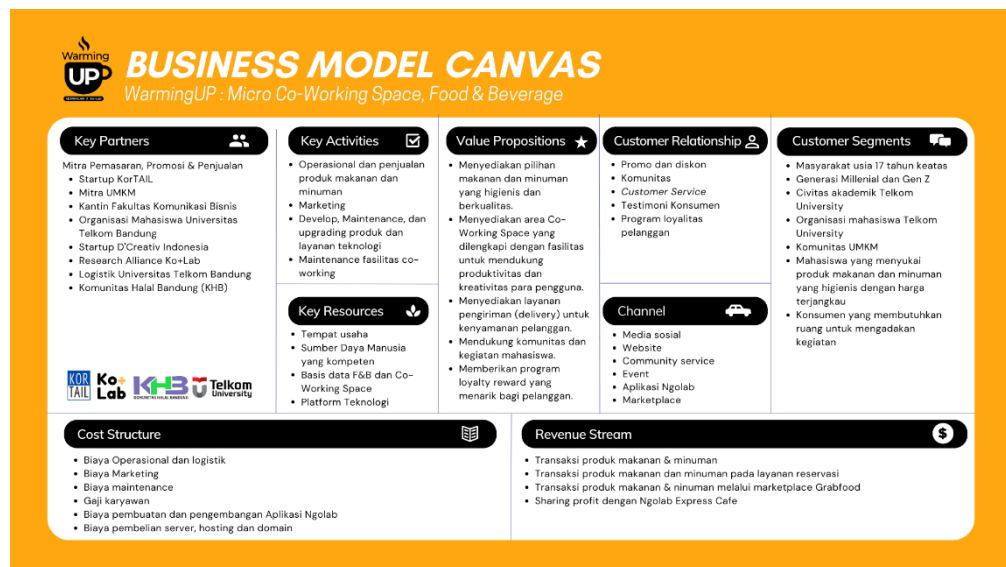 Warming
UP
BUSINESS MODEL CANVAS
WarmingUP : Micro Co-Working Space, Food & Beverage
Key Partners
Mitra Pemasaran, Promosi & Penjualan
• Startup KorTAIL
• Mitra UMKM
• Kantin Fakultas Komunikasi Bisnis
• Organisasi Mahasiswa Universitas
Telkom Bandung
• Startup D'Creativ Indonesia
• Research Alliance Ko+Lab
• Logistik Universitas Telkom Bandung
• Komunitas Halal Bandung (KHB)
KOR
TAIL
Ko+
Lab
KHB
KOMUNITAS HALAL BANDUNG
Telkom
University
Key Activities
• Operasional dan penjualan
produk makanan dan
minuman
• Marketing
• Develop, Maintenance, dan
upgrading produk dan
layanan teknologi
• Maintenance fasilitas co-
working
Key Resources
• Tempat usaha
• Sumber Daya Manusia
yang kompeten
• Basis data F&B dan Co-
Working Space
• Platform Teknologi
Value Propositions
• Menyediakan pilihan
makanan dan minuman
yang higienis dan
berkualitas.
• Menyediakan area Co-
Working Space yang
dilengkapi dengan fasilitas
untuk mendukung
produktivitas dan
kreativitas para pengguna.
• Menyediakan layanan
pengiriman (delivery) untuk
kenyamanan pelanggan.
• Mendukung komunitas dan
kegiatan mahasiswa.
• Memberikan program
loyalty reward yang
menarik bagi pelanggan.
Customer Relationship
• Promo dan diskon
• Komunitas
• Customer Service
• Testimoni Konsumen
• Program loyalitas
pelanggan
Channel
• Media sosial
• Website
• Community service
• Event
• Aplikasi Ngolab
• Marketplace
Customer Segments
• Masyarakat usia 17 tahun keatas
• Generasi Millenial dan Gen Z
• Civitas akademik Telkom
University
• Organisasi mahasiswa Telkom
University
• Komunitas UMKM
• Mahasiswa yang menyukai
produk makanan dan minuman
yang higienis dengan harga
terjangkau
• Konsumen yang membutuhkan
ruang untuk mengadakan
kegiatan
Cost Structure
• Biaya Operasional dan logistik
• Biaya Marketing
• Biaya maintenance
• Gaji karyawan
• Biaya pembuatan dan pengembangan Aplikasi Ngolab
• Biaya pembelian server, hosting dan domain
Revenue Stream
$
• Transaksi produk makanan & minuman
• Transaksi produk makanan dan minuman pada layanan reservasi
• Transaksi produk makanan & ninuman melalui marketplace Grabfood
• Sharing profit dengan Ngolab Express Cafe